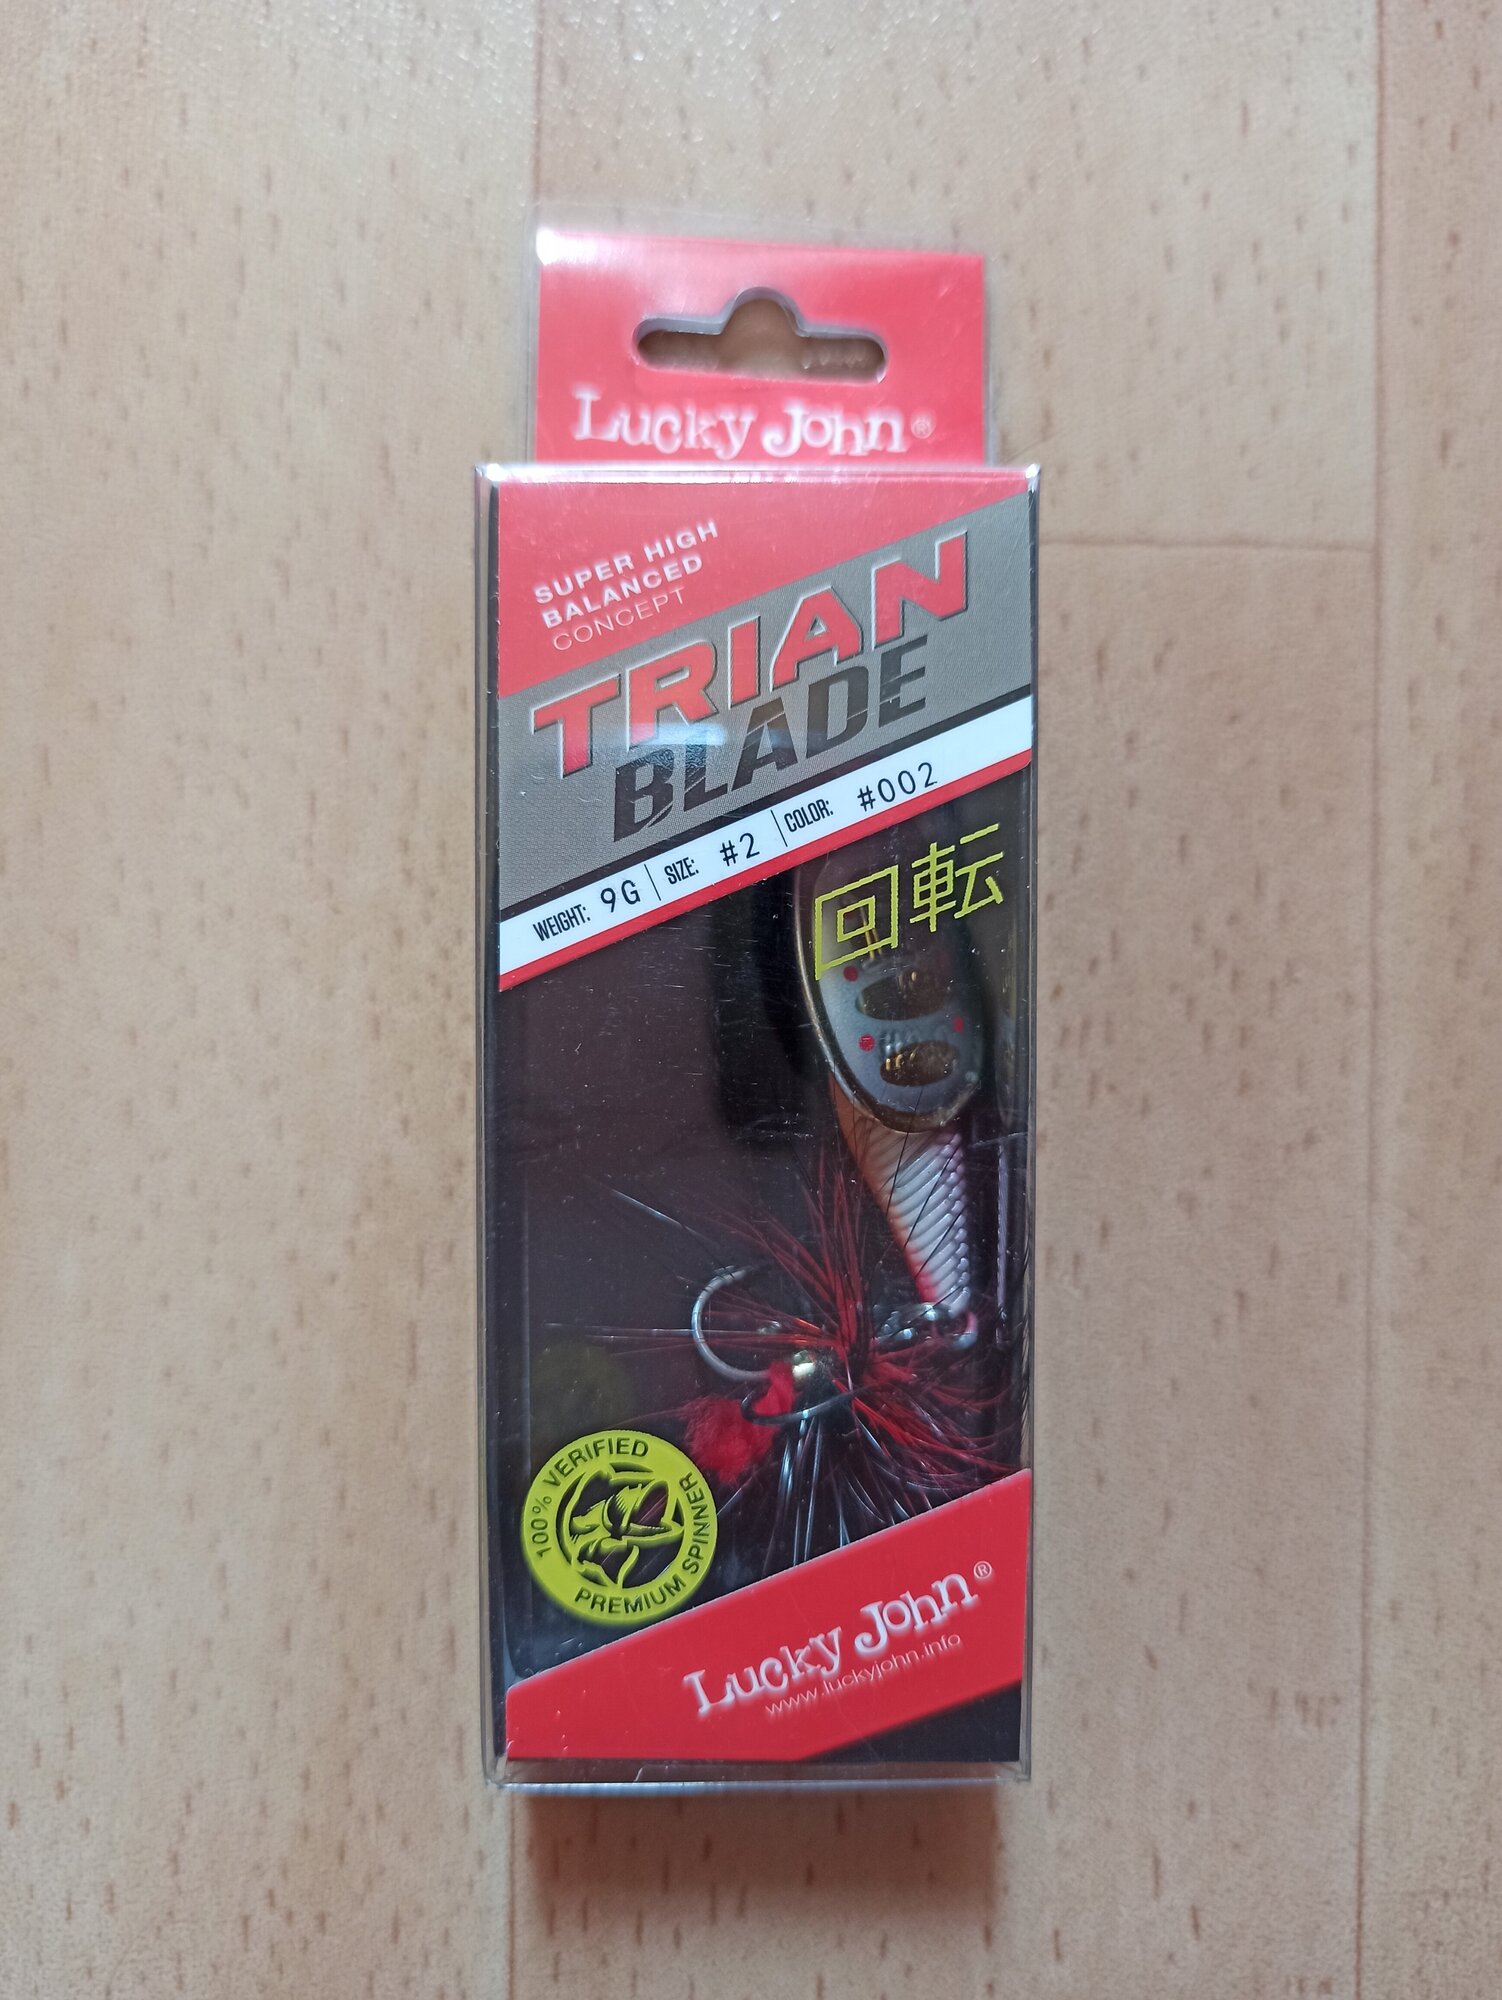 Lucky John®
SUPER HIGH
BALANCED
CONCEPT
TRIAN
BLADE
WEIGHT: 9G | SIZE: #2 | COLOR: #002
回転
100% VERIFIED
PREMIUM SPINNER
Lucky John®
www.luckyjohn.info